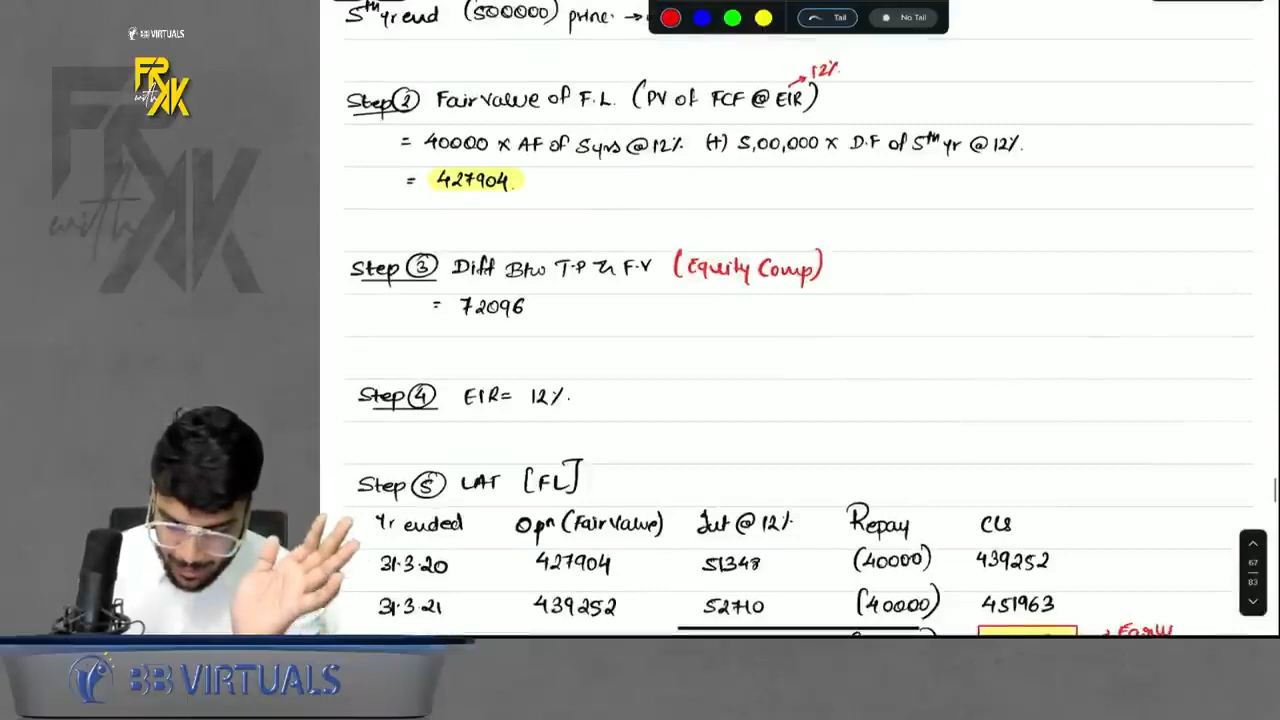 5th yr end (500000) princ. →
Tail
No Tail
BB VIRTUALS
FR
with
KK
12%
Step ② Fair Value of F.L. (PV of FCF @ EIR)
= 40000 x AF of 5yrs @ 12% (+) 5,00,000 x D.F of 5th yr @ 12%.
= 427904.
Step ③ Diff Btw T.P & F.V (Equity Comp)
= 72096
Step ④ EIR = 12%.
Step ⑤ LAT [FL]
Yr ended Opn (Fair Value) Int @ 12% Repay Cls
31.3.20 427904 51348 (40000) 439252
31.3.21 439252 52710 (40000) 451963
67
83
BB VIRTUALS